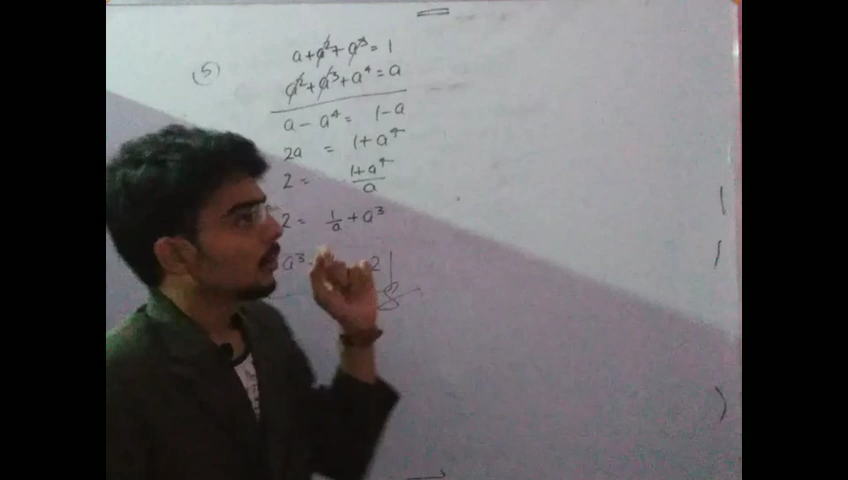 (5)
a + a² + a³ = 1
a² + a³ + a⁴ = a
a - a⁴ = 1 - a
2a = 1 + a⁴
2 = 1+a⁴/a
2 = 1/a + a³
a³ 2